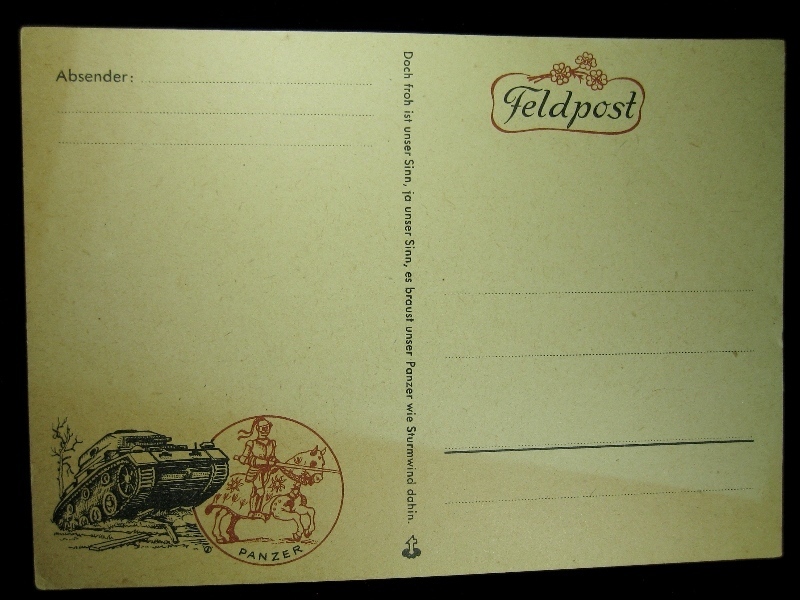 Absender:
Doch froh ist unser Sinn, ja unser Sinn, es braust unser Panzer wie Sturmwind dahin.
Feldpost
PANZER